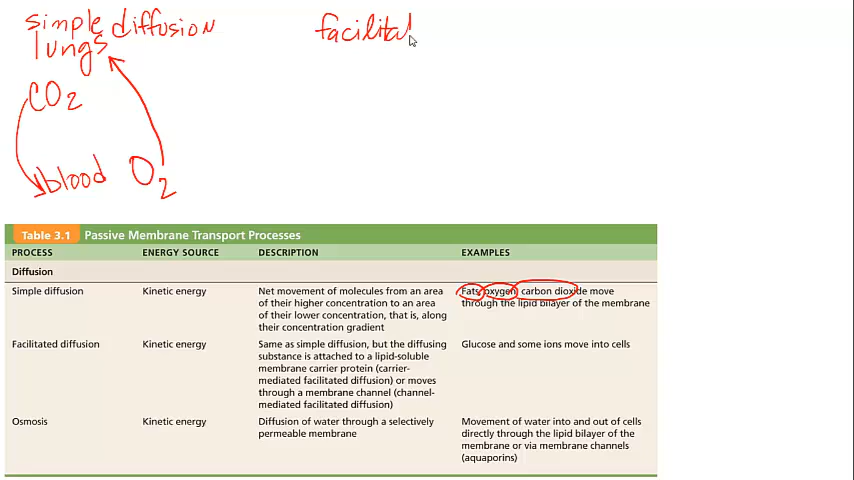 simple diffusion
lungs
CO2
blood O2
facilitat
Table 3.1 Passive Membrane Transport Processes
PROCESS ENERGY SOURCE DESCRIPTION EXAMPLES
Diffusion
Simple diffusion Kinetic energy Net movement of molecules from an area Fats, oxygen, carbon dioxide move
of their higher concentration to an area through the lipid bilayer of the membrane
of their lower concentration, that is, along
their concentration gradient
Facilitated diffusion Kinetic energy Same as simple diffusion, but the diffusing Glucose and some ions move into cells
substance is attached to a lipid-soluble
membrane carrier protein (carrier-
mediated facilitated diffusion) or moves
through a membrane channel (channel-
mediated facilitated diffusion)
Osmosis Kinetic energy Diffusion of water through a selectively Movement of water into and out of cells
permeable membrane directly through the lipid bilayer of the
membrane or via membrane channels
(aquaporins)